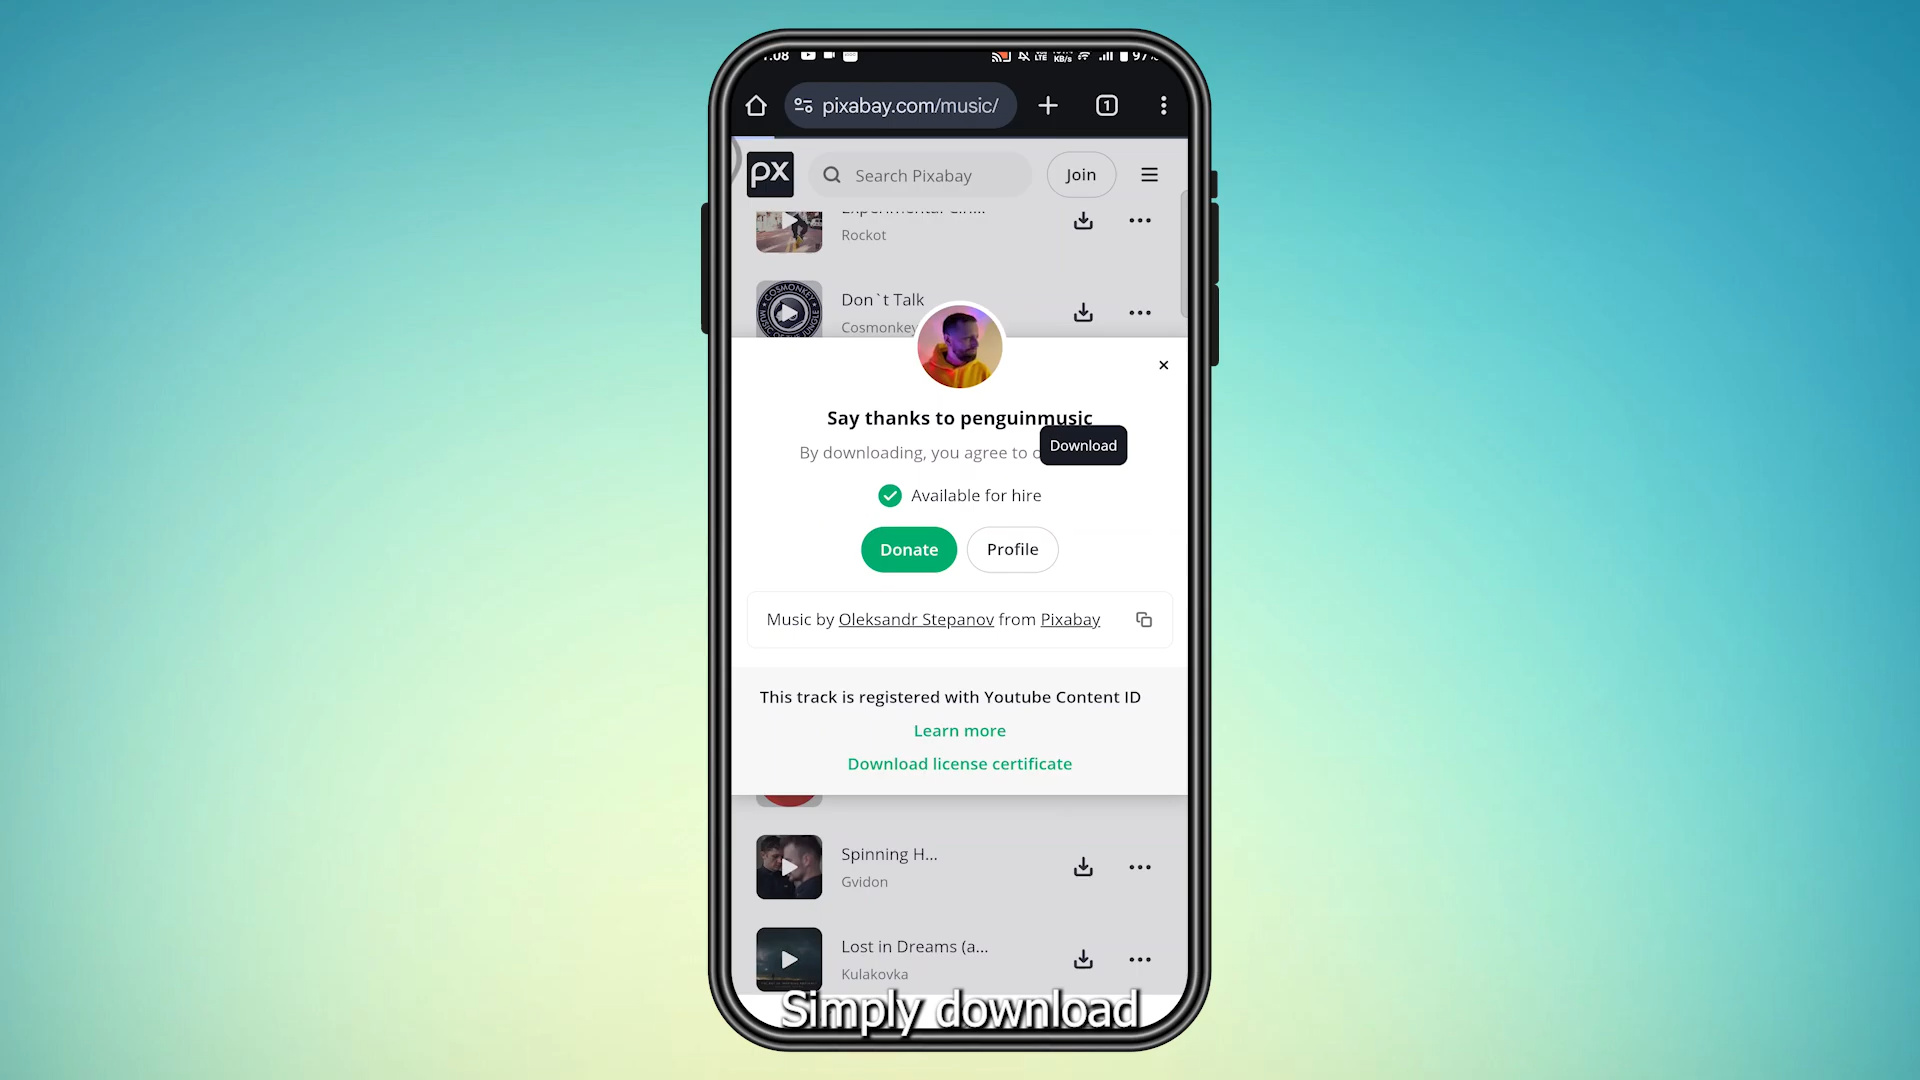 pixabay.com/music/
1
px
Search Pixabay
Join
Rockot
Don`t Talk
Cosmonkey
Say thanks to penguinmusic
By downloading, you agree to
Download
Available for hire
Donate
Profile
Music by Oleksandr Stepanov from Pixabay
This track is registered with Youtube Content ID
Learn more
Download license certificate
Spinning H...
Gvidon
Lost in Dreams (a...
Kulakovka
Simply download